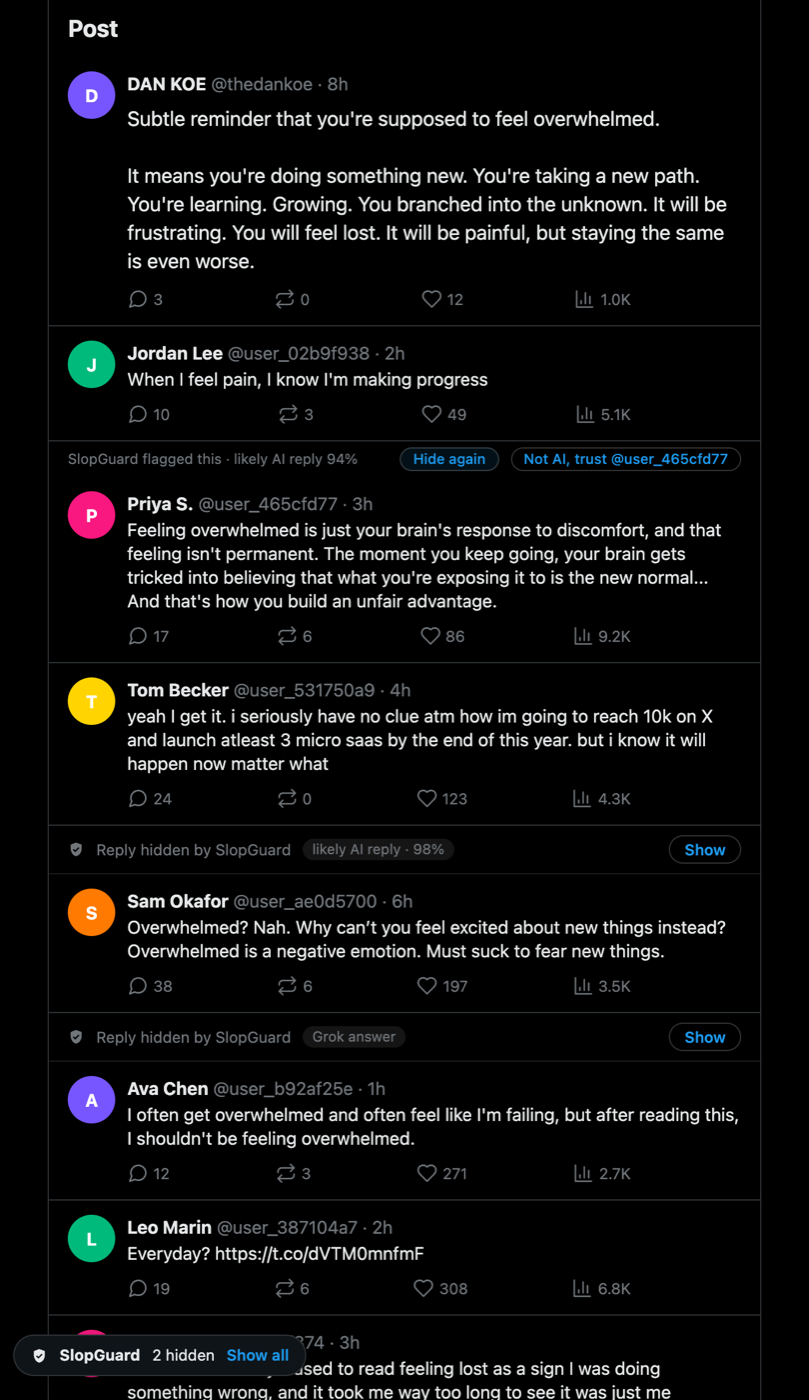 Post
D
DAN KOE @thedankoe · 8h
Subtle reminder that you're supposed to feel overwhelmed.
It means you're doing something new. You're taking a new path.
You're learning. Growing. You branched into the unknown. It will be
frustrating. You will feel lost. It will be painful, but staying the same
is even worse.
3 0 12 1.0K
J
Jordan Lee @user_02b9f938 · 2h
When I feel pain, I know I'm making progress
10 3 49 5.1K
SlopGuard flagged this · likely AI reply 94% Hide again Not AI, trust @user_465cfd77
P
Priya S. @user_465cfd77 · 3h
Feeling overwhelmed is just your brain's response to discomfort, and that
feeling isn't permanent. The moment you keep going, your brain gets
tricked into believing that what you're exposing it to is the new normal...
And that's how you build an unfair advantage.
17 6 86 9.2K
T
Tom Becker @user_531750a9 · 4h
yeah I get it. i seriously have no clue atm how im going to reach 10k on X
and launch atleast 3 micro saas by the end of this year. but i know it will
happen now matter what
24 0 123 4.3K
Reply hidden by SlopGuard likely AI reply · 98% Show
S
Sam Okafor @user_ae0d5700 · 6h
Overwhelmed? Nah. Why can’t you feel excited about new things instead?
Overwhelmed is a negative emotion. Must suck to fear new things.
38 6 197 3.5K
Reply hidden by SlopGuard Grok answer Show
A
Ava Chen @user_b92af25e · 1h
I often get overwhelmed and often feel like I'm failing, but after reading this,
I shouldn't be feeling overwhelmed.
12 3 271 2.7K
L
Leo Marin @user_387104a7 · 2h
Everyday? https://t.co/dVTM0mnfmF
19 6 308 6.8K
374 · 3h
SlopGuard 2 hidden Show all
used to read feeling lost as a sign I was doing
something wrong, and it took me way too long to see it was just me